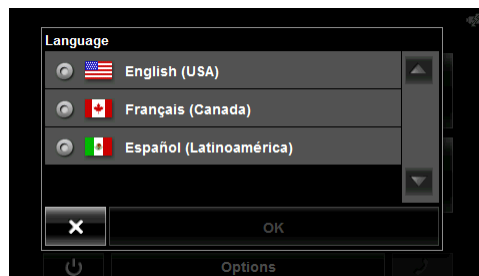 Language
English (USA)
Français (Canada)
Español (Latinoamérica)
OK
Options